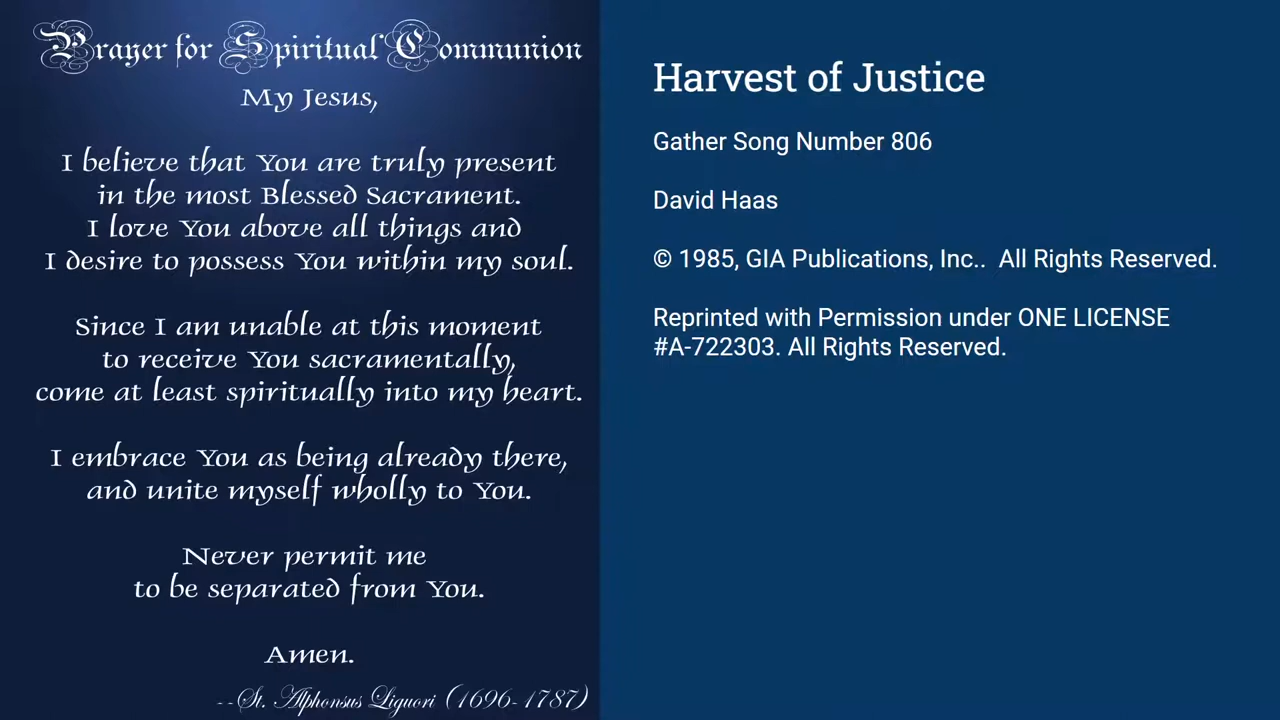 Prayer for Spiritual Communion
My Jesus,
I believe that You are truly present
in the most Blessed Sacrament.
I love You above all things and
I desire to possess You within my soul.
Since I am unable at this moment
to receive You sacramentally,
come at least spiritually into my heart.
I embrace You as being already there,
and unite myself wholly to You.
Never permit me
to be separated from You.
Amen.
--St. Alphonsus Liguori (1696-1787)
Harvest of Justice
Gather Song Number 806
David Haas
© 1985, GIA Publications, Inc..  All Rights Reserved.
Reprinted with Permission under ONE LICENSE
#A-722303. All Rights Reserved.